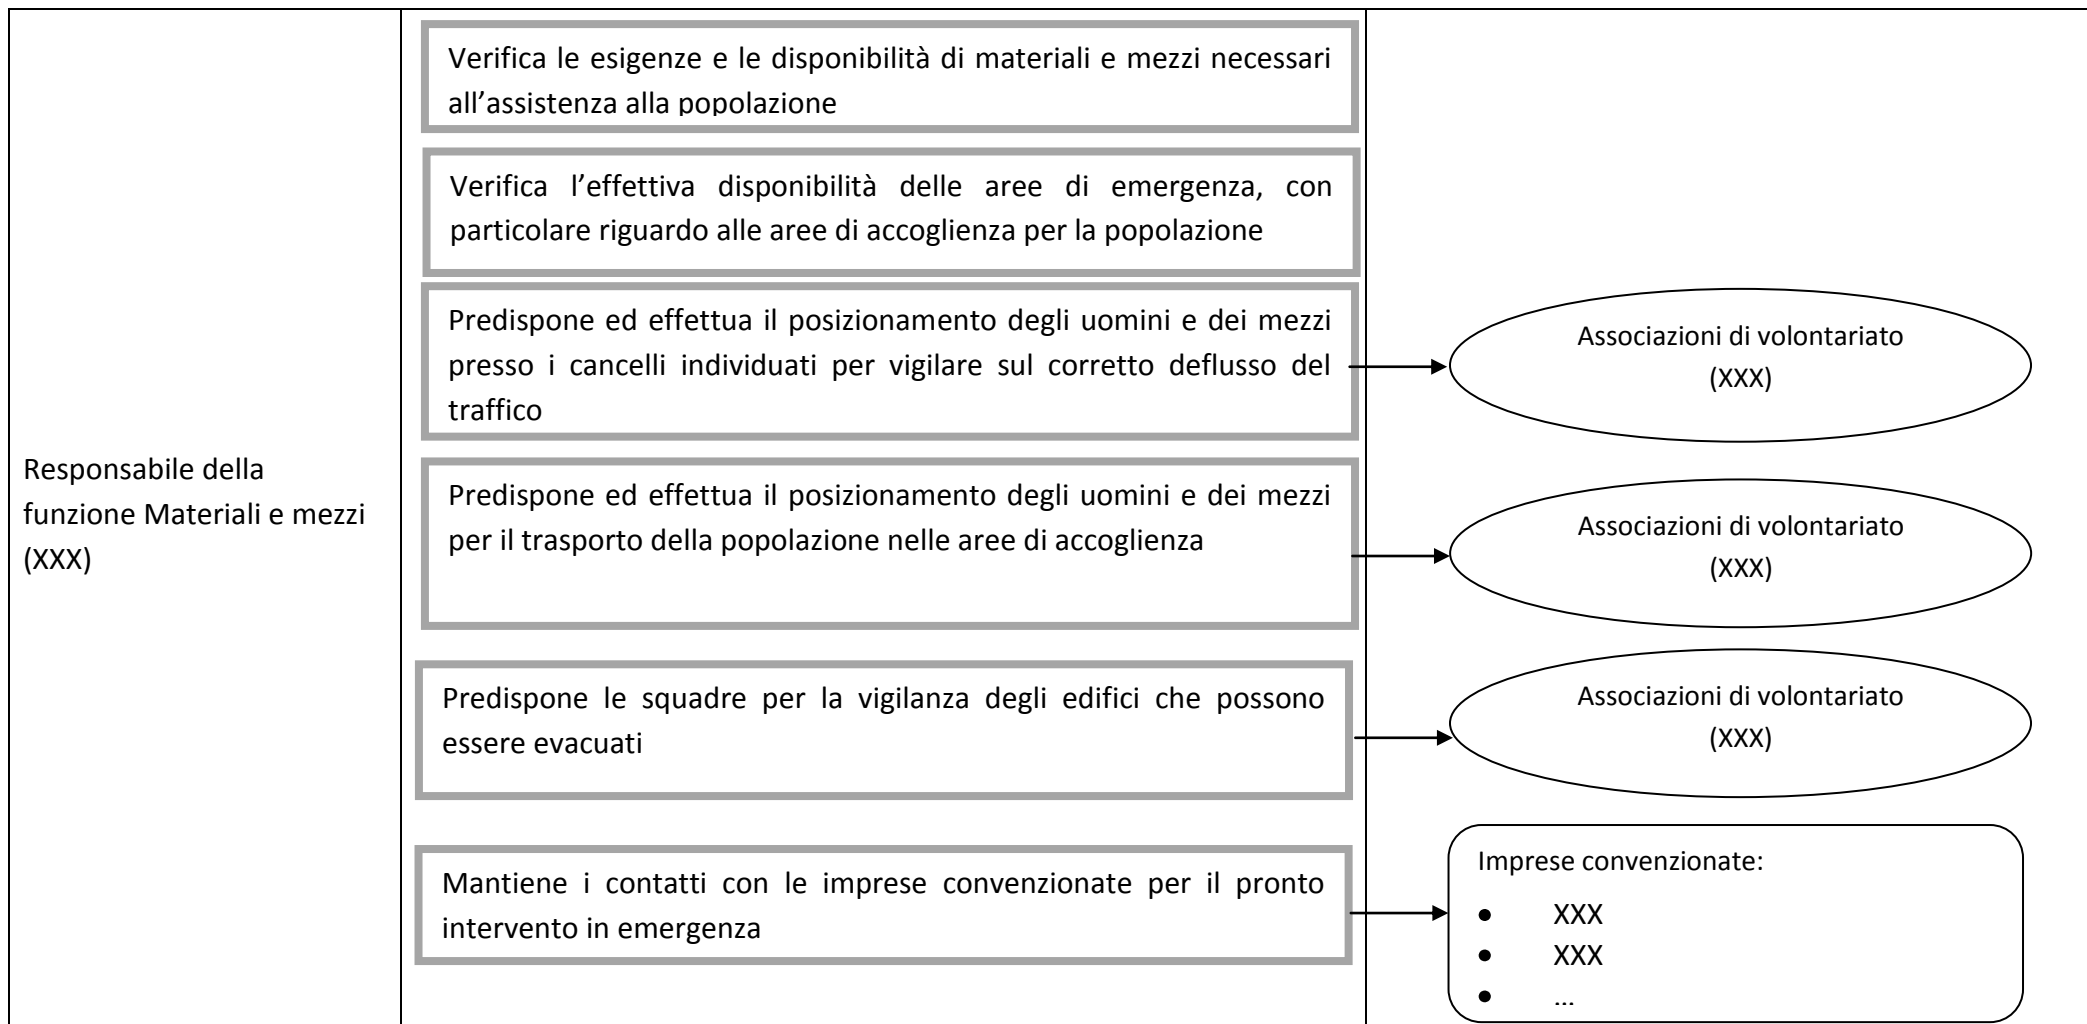 Responsabile della
funzione Materiali e mezzi
(XXX)
Verifica le esigenze e le disponibilità di materiali e mezzi necessari
all’assistenza alla popolazione
Verifica l’effettiva disponibilità delle aree di emergenza, con
particolare riguardo alle aree di accoglienza per la popolazione
Predispone ed effettua il posizionamento degli uomini e dei mezzi
presso i cancelli individuati per vigilare sul corretto deflusso del
traffico
Associazioni di volontariato
(XXX)
Predispone ed effettua il posizionamento degli uomini e dei mezzi
per il trasporto della popolazione nelle aree di accoglienza
Associazioni di volontariato
(XXX)
Predispone le squadre per la vigilanza degli edifici che possono
essere evacuati
Associazioni di volontariato
(XXX)
Mantiene i contatti con le imprese convenzionate per il pronto
intervento in emergenza
Imprese convenzionate:
• XXX
• XXX
• ...